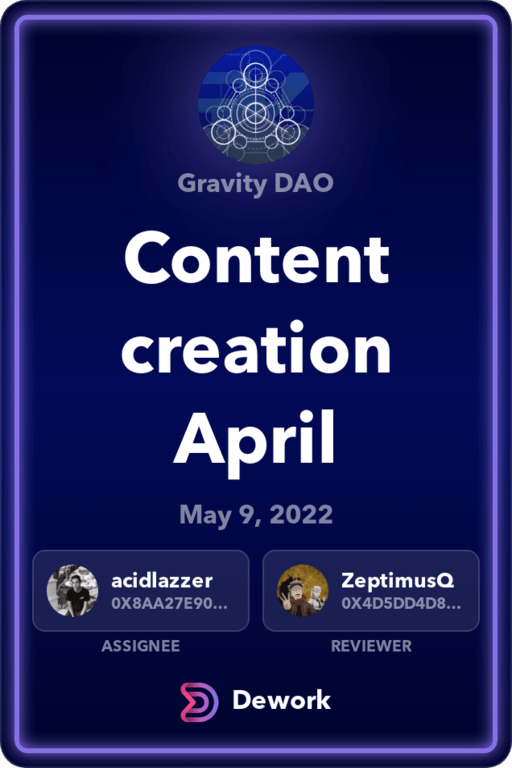 Gravity DAO
Content
creation
April
May 9, 2022
acidlazzer
0X8AA27E90...
ASSIGNEE
ZeptimusQ
0X4D5DD4D8...
REVIEWER
Dework